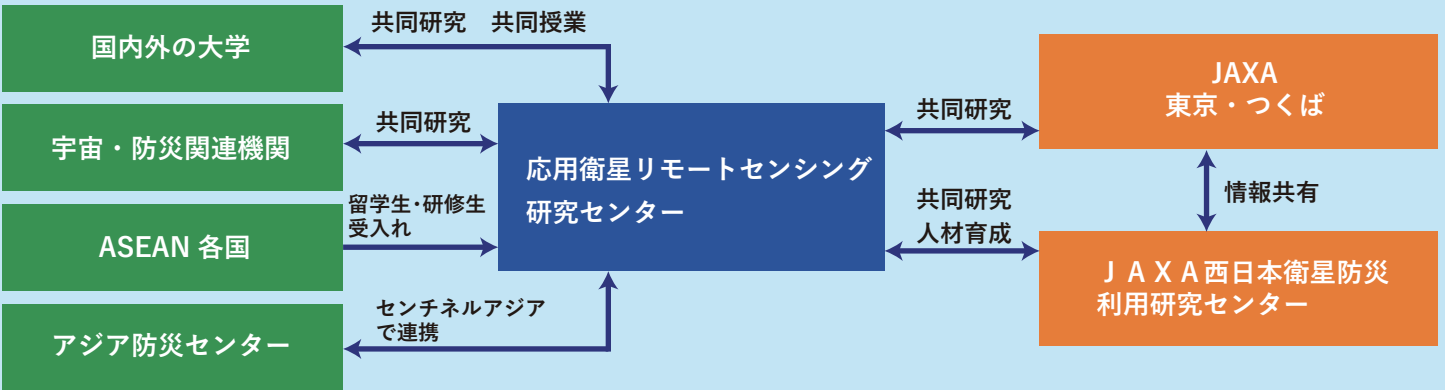 国内外の大学
共同研究　共同授業
宇宙・防災関連機関
共同研究
ASEAN 各国
留学生・研修生
受入れ
アジア防災センター
センチネルアジア
で連携
応用衛星リモートセンシング
研究センター
共同研究
共同研究
人材育成
JAXA
東京・つくば
情報共有
ＪＡＸＡ西日本衛星防災
利用研究センター